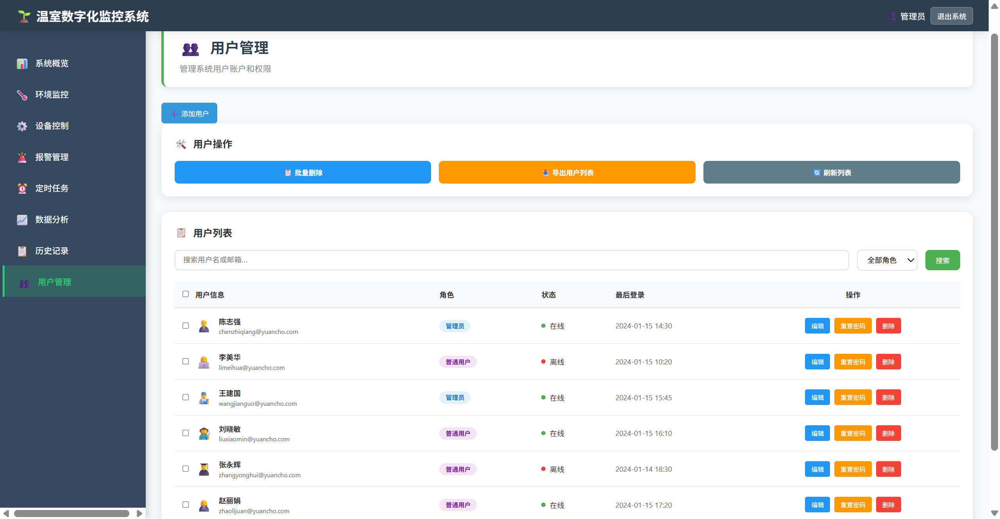 温室数字化监控系统
管理员
退出系统
系统概览
环境监控
设备控制
报警管理
定时任务
数据分析
历史记录
用户管理
用户管理
管理系统用户账户和权限
添加用户
用户操作
批量删除
导出用户列表
刷新列表
用户列表
搜索用户名或邮箱...
全部角色
搜索
用户信息 角色 状态 最后登录 操作
陈志强
chenzhiqiang@yuancho.com
管理员 在线 2024-01-15 14:30 编辑 重置密码 删除
李美华
limeihua@yuancho.com
普通用户 离线 2024-01-15 10:20 编辑 重置密码 删除
王建国
wangjianguo@yuancho.com
管理员 在线 2024-01-15 15:45 编辑 重置密码 删除
刘晓敏
liuxiaomin@yuancho.com
普通用户 在线 2024-01-15 16:10 编辑 重置密码 删除
张永辉
zhangyonghui@yuancho.com
普通用户 离线 2024-01-14 18:30 编辑 重置密码 删除
赵丽娟
zhaolijuan@yuancho.com
普通用户 在线 2024-01-15 17:20 编辑 重置密码 删除